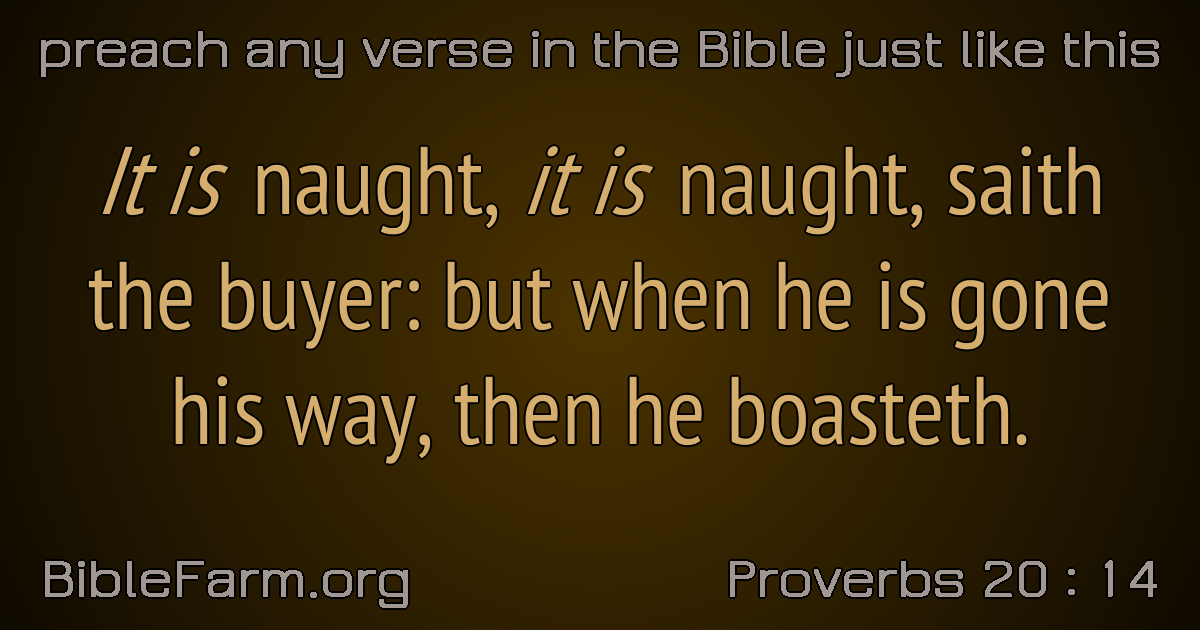 preach any verse in the Bible just like this
It is naught, it is naught, saith
the buyer: but when he is gone
his way, then he boasteth.
BibleFarm.org
Proverbs 20 : 14